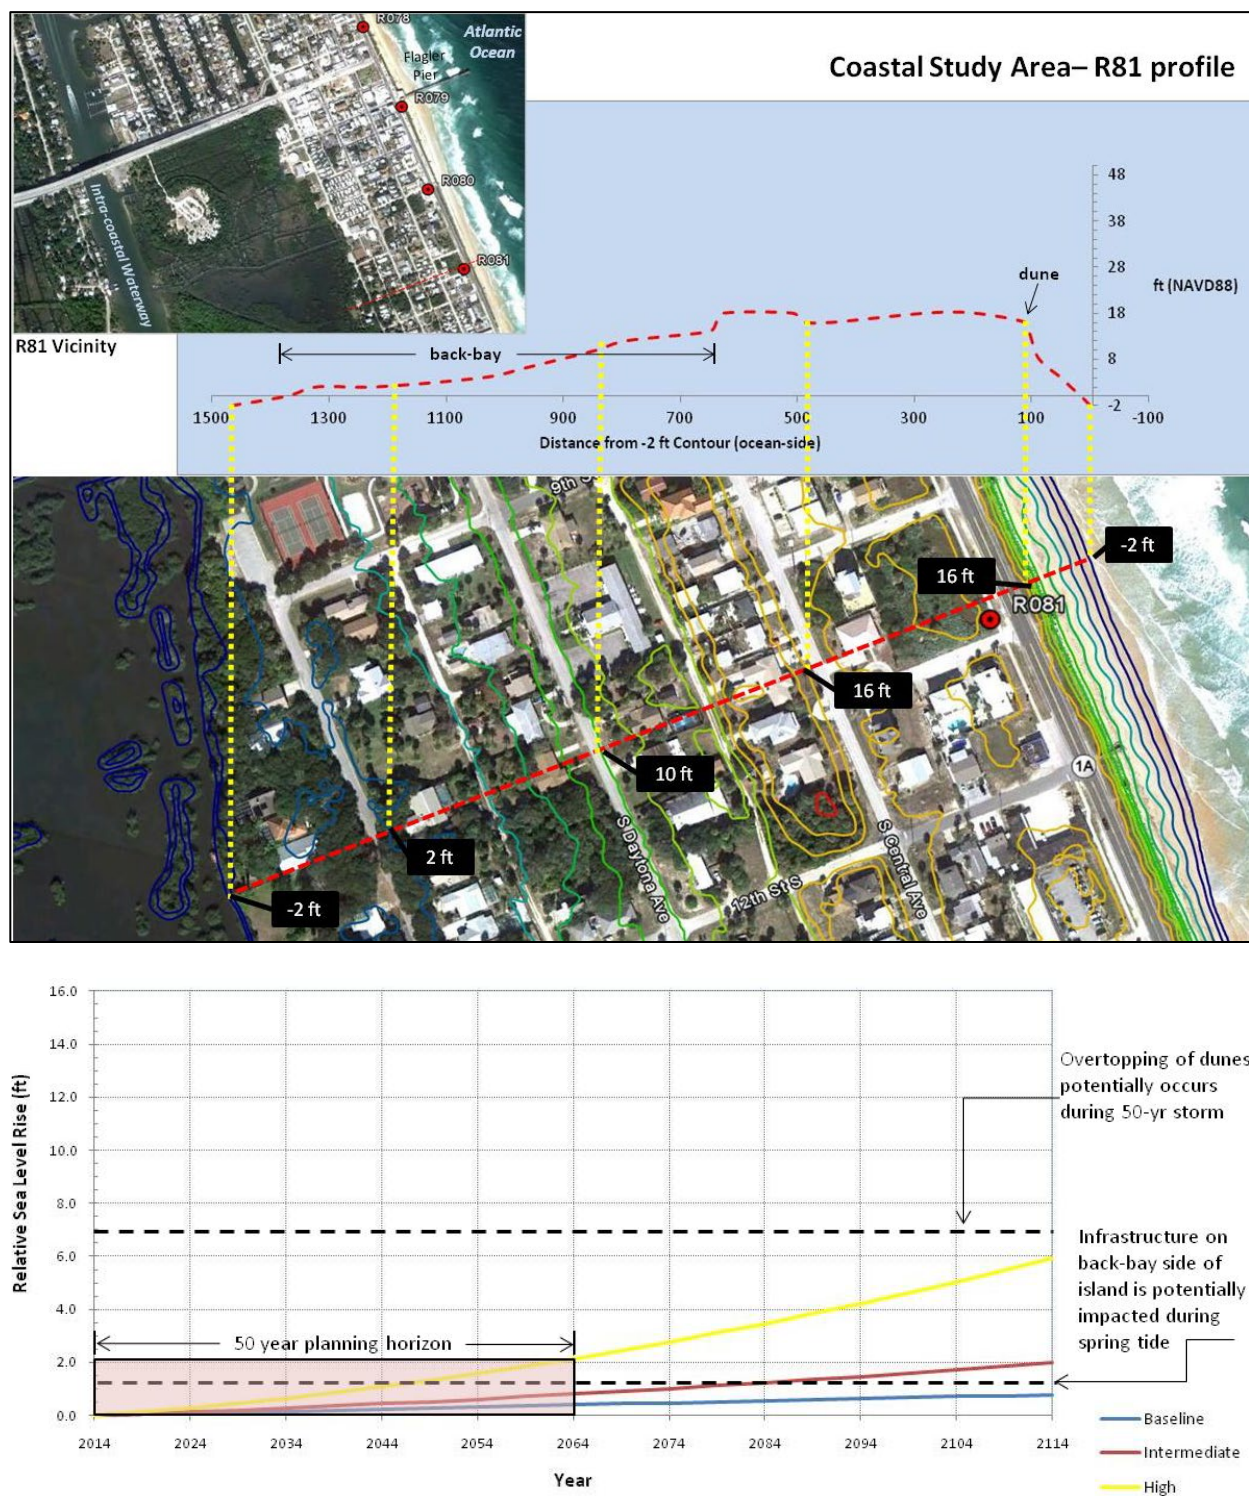 R078
Atlantic
Ocean
Flagler
Pier
R079
R080
R081
Intra-coastal Waterway
R81 Vicinity
Coastal Study Area– R81 profile
48
38
28
18
8
-2
ft (NAVD88)
dune
back-bay
1500 1300 1100 900 700 500 300 100 -100
Distance from -2 ft Contour (ocean-side)
-2 ft
16 ft
R081
16 ft
10 ft
2 ft
-2 ft
1A
S Daytona Ave
12th St S
S Central Ave
16.0
14.0
12.0
10.0
8.0
6.0
4.0
2.0
0.0
Relative Sea Level Rise (ft)
Overtopping of dunes
potentially occurs
during 50-yr storm
Infrastructure on
back-bay side of
island is potentially
impacted during
spring tide
50 year planning horizon
2014 2024 2034 2044 2054 2064 2074 2084 2094 2104 2114
Year
Baseline
Intermediate
High